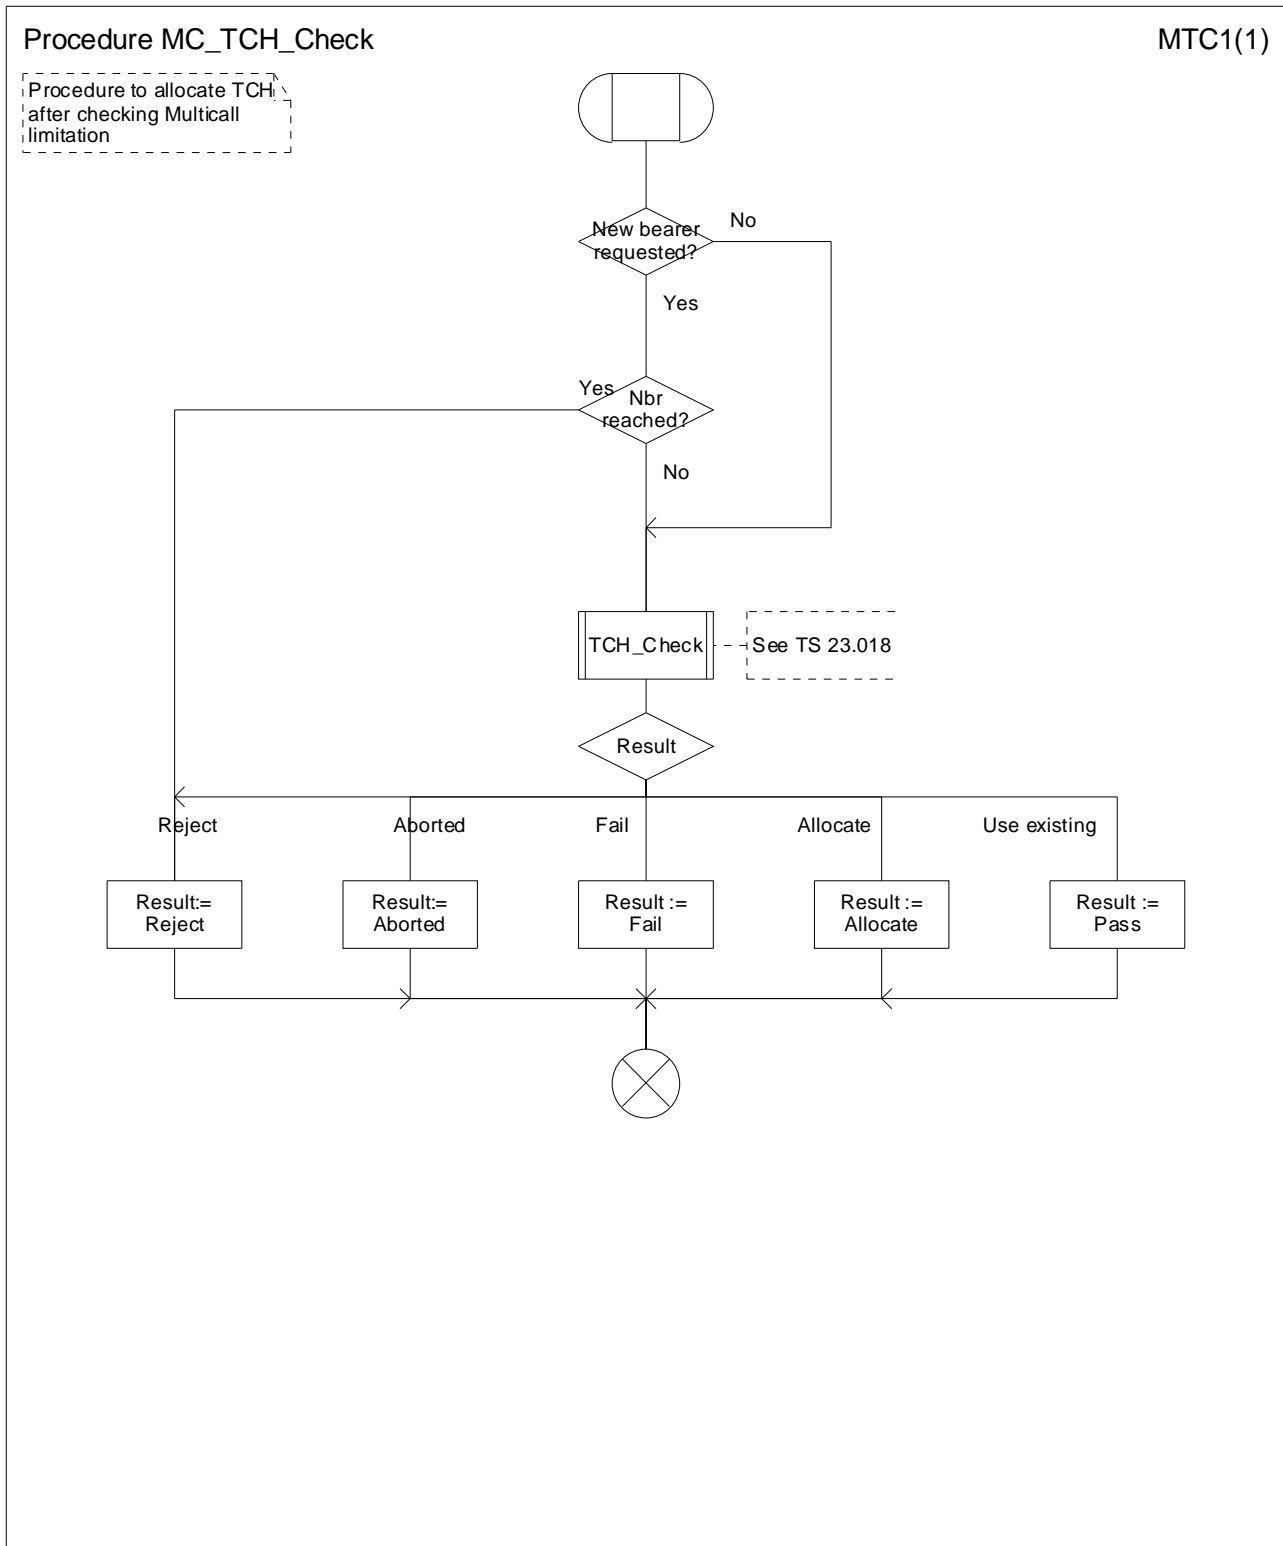 Procedure MC_TCH_Check
MTC1(1)
Procedure to allocate TCH
after checking Multicall
limitation
New bearer
requested?
No
Yes
Yes
Nbr
reached?
No
TCH_Check
See TS 23.018
Result
Reject
Aborted
Fail
Allocate
Use existing
Result:=
Reject
Result:=
Aborted
Result :=
Fail
Result :=
Allocate
Result :=
Pass